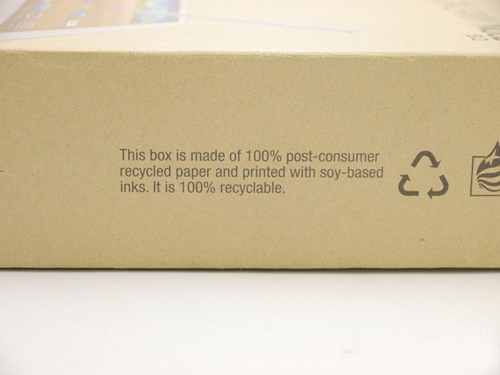 This box is made of 100% post-consumer
recycled paper and printed with soy-based
inks. It is 100% recyclable.